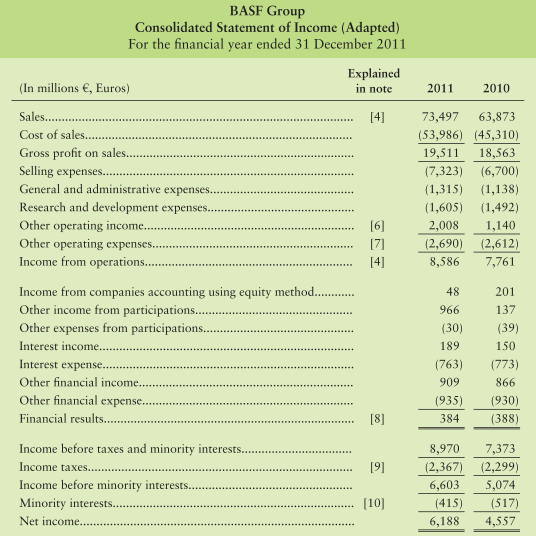 BASF Group
Consolidated Statement of Income (Adapted)
For the financial year ended 31 December 2011
Explained
(In millions €, Euros) in note 2011 2010
Sales [4] 73,497 63,873
Cost of sales (53,986) (45,310)
Gross profit on sales 19,511 18,563
Selling expenses (7,323) (6,700)
General and administrative expenses (1,315) (1,138)
Research and development expenses (1,605) (1,492)
Other operating income [6] 2,008 1,140
Other operating expenses [7] (2,690) (2,612)
Income from operations [4] 8,586 7,761
Income from companies accounting using equity method 48 201
Other income from participations 966 137
Other expenses from participations (30) (39)
Interest income 189 150
Interest expense (763) (773)
Other financial income 909 866
Other financial expense (935) (930)
Financial results [8] 384 (388)
Income before taxes and minority interests 8,970 7,373
Income taxes [9] (2,367) (2,299)
Income before minority interests 6,603 5,074
Minority interests [10] (415) (517)
Net income 6,188 4,557